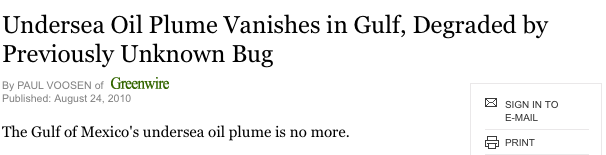 Undersea Oil Plume Vanishes in Gulf, Degraded by
Previously Unknown Bug
By PAUL VOOSEN of Greenwire
Published: August 24, 2010
SIGN IN TO
E-MAIL
The Gulf of Mexico's undersea oil plume is no more.
PRINT